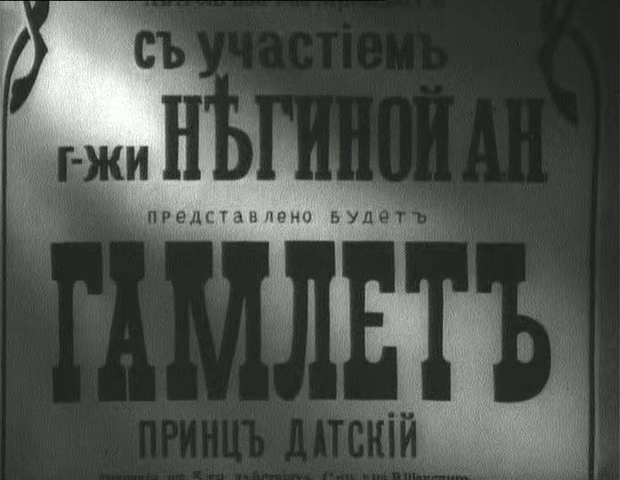 съ участіемъ
г-жи НѢГИНОЙ АН
представлено будетъ
ГАМЛЕТЪ
ПРИНЦЪ ДАТСКІЙ